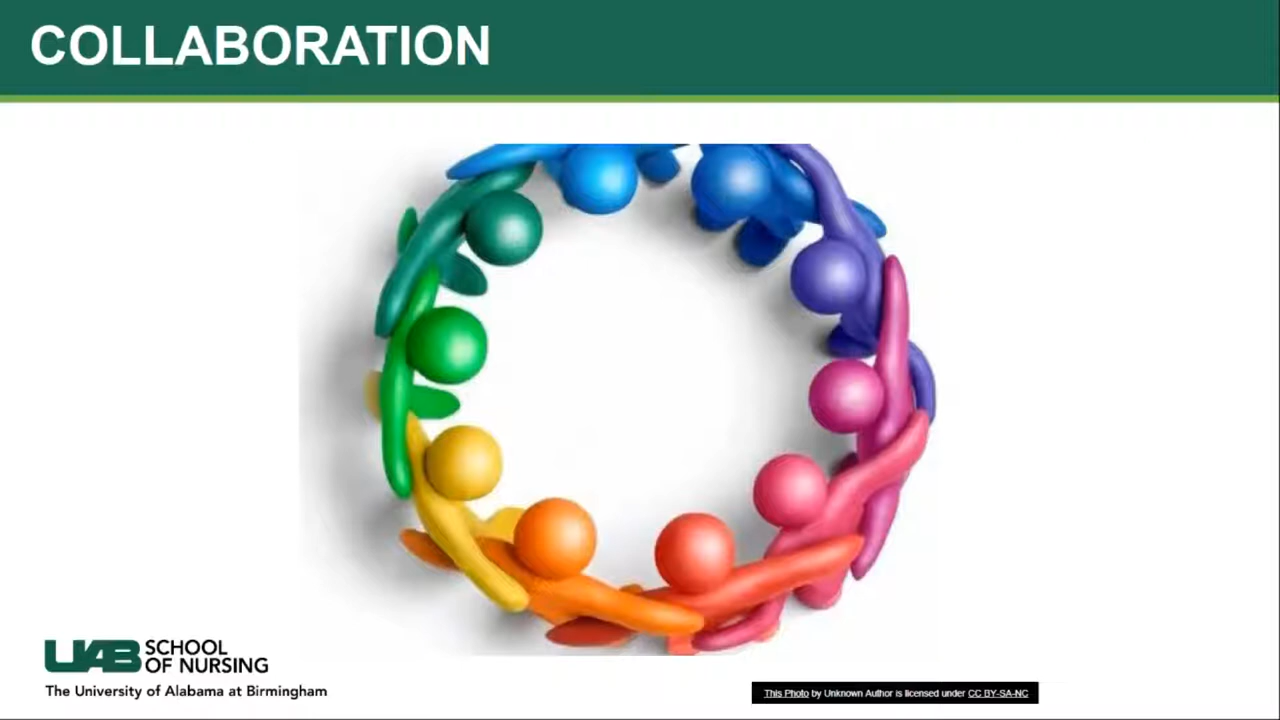 COLLABORATION
UAB SCHOOL
OF NURSING
The University of Alabama at Birmingham
This Photo by Unknown Author is licensed under CC BY-SA-NC